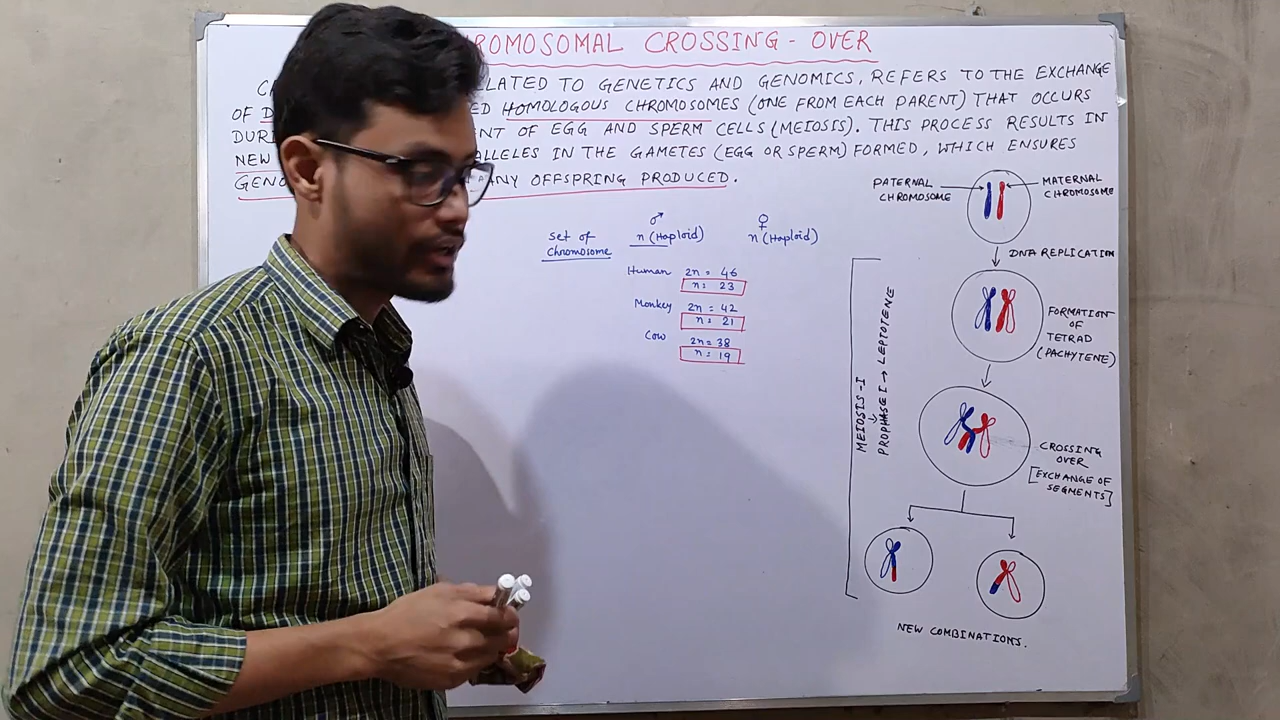 ROMOSOMAL CROSSING-OVER
LATED TO GENETICS AND GENOMICS, REFERS TO THE EXCHANGE
OF HOMOLOGOUS CHROMOSOMES (ONE FROM EACH PARENT) THAT OCCURS
NT OF EGG AND SPERM CELLS (MEIOSIS). THIS PROCESS RESULTS IN
NEW ALLELES IN THE GAMETES (EGG OR SPERM) FORMED, WHICH ENSURES
GENO ANY OFFSPRING PRODUCED.
PATERNAL CHROMOSOME
MATERNAL CHROMOSOME
♂ ♀
Set of chromosome n (Haploid) n (Haploid)
Human 2n = 46
n = 23
Monkey 2n = 42
n = 21
Cow 2n = 38
n = 19
DNA REPLICATION
FORMATION
OF
TETRAD
(PACHYTENE)
MEIOSIS-I
↓
PROPHASE I → LEPTOTENE
CROSSING
OVER
[EXCHANGE OF
SEGMENTS]
NEW COMBINATIONS.